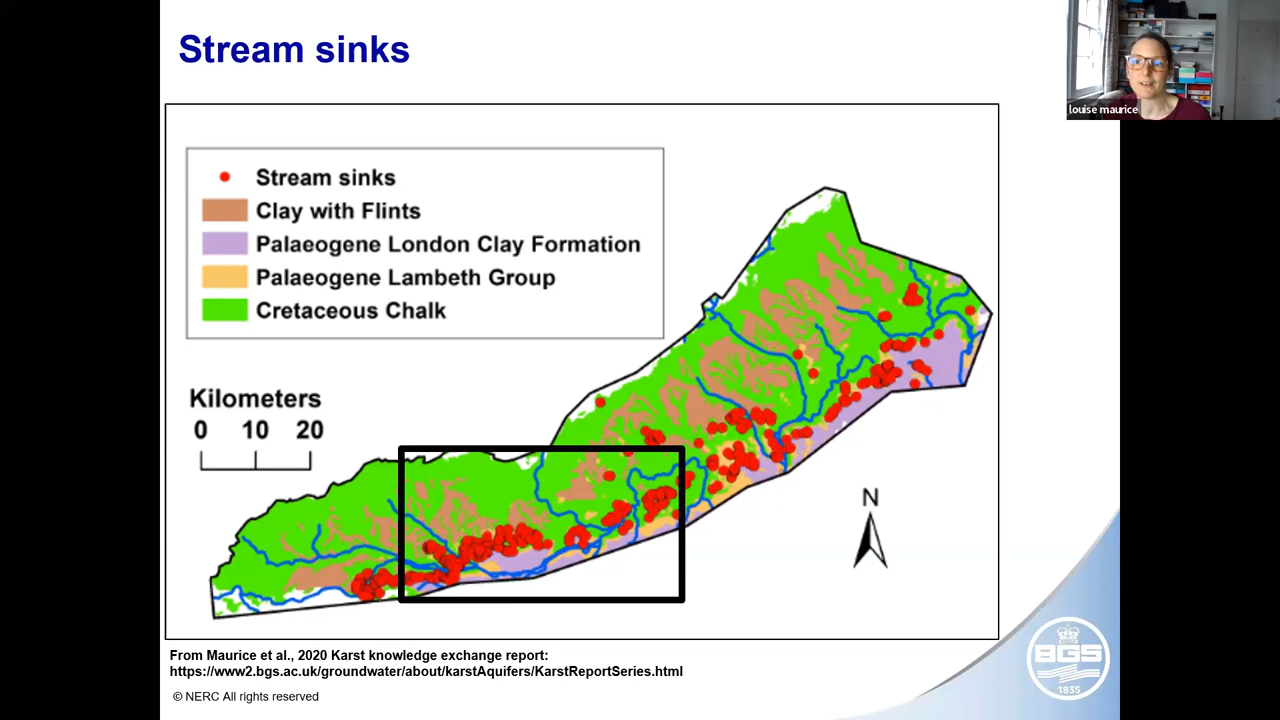 Stream sinks
louise maurice
Stream sinks
Clay with Flints
Palaeogene London Clay Formation
Palaeogene Lambeth Group
Cretaceous Chalk
Kilometers
0 10 20
N
From Maurice et al., 2020 Karst knowledge exchange report:
https://www2.bgs.ac.uk/groundwater/about/karstAquifers/KarstReportSeries.html
© NERC All rights reserved
BGS
1835